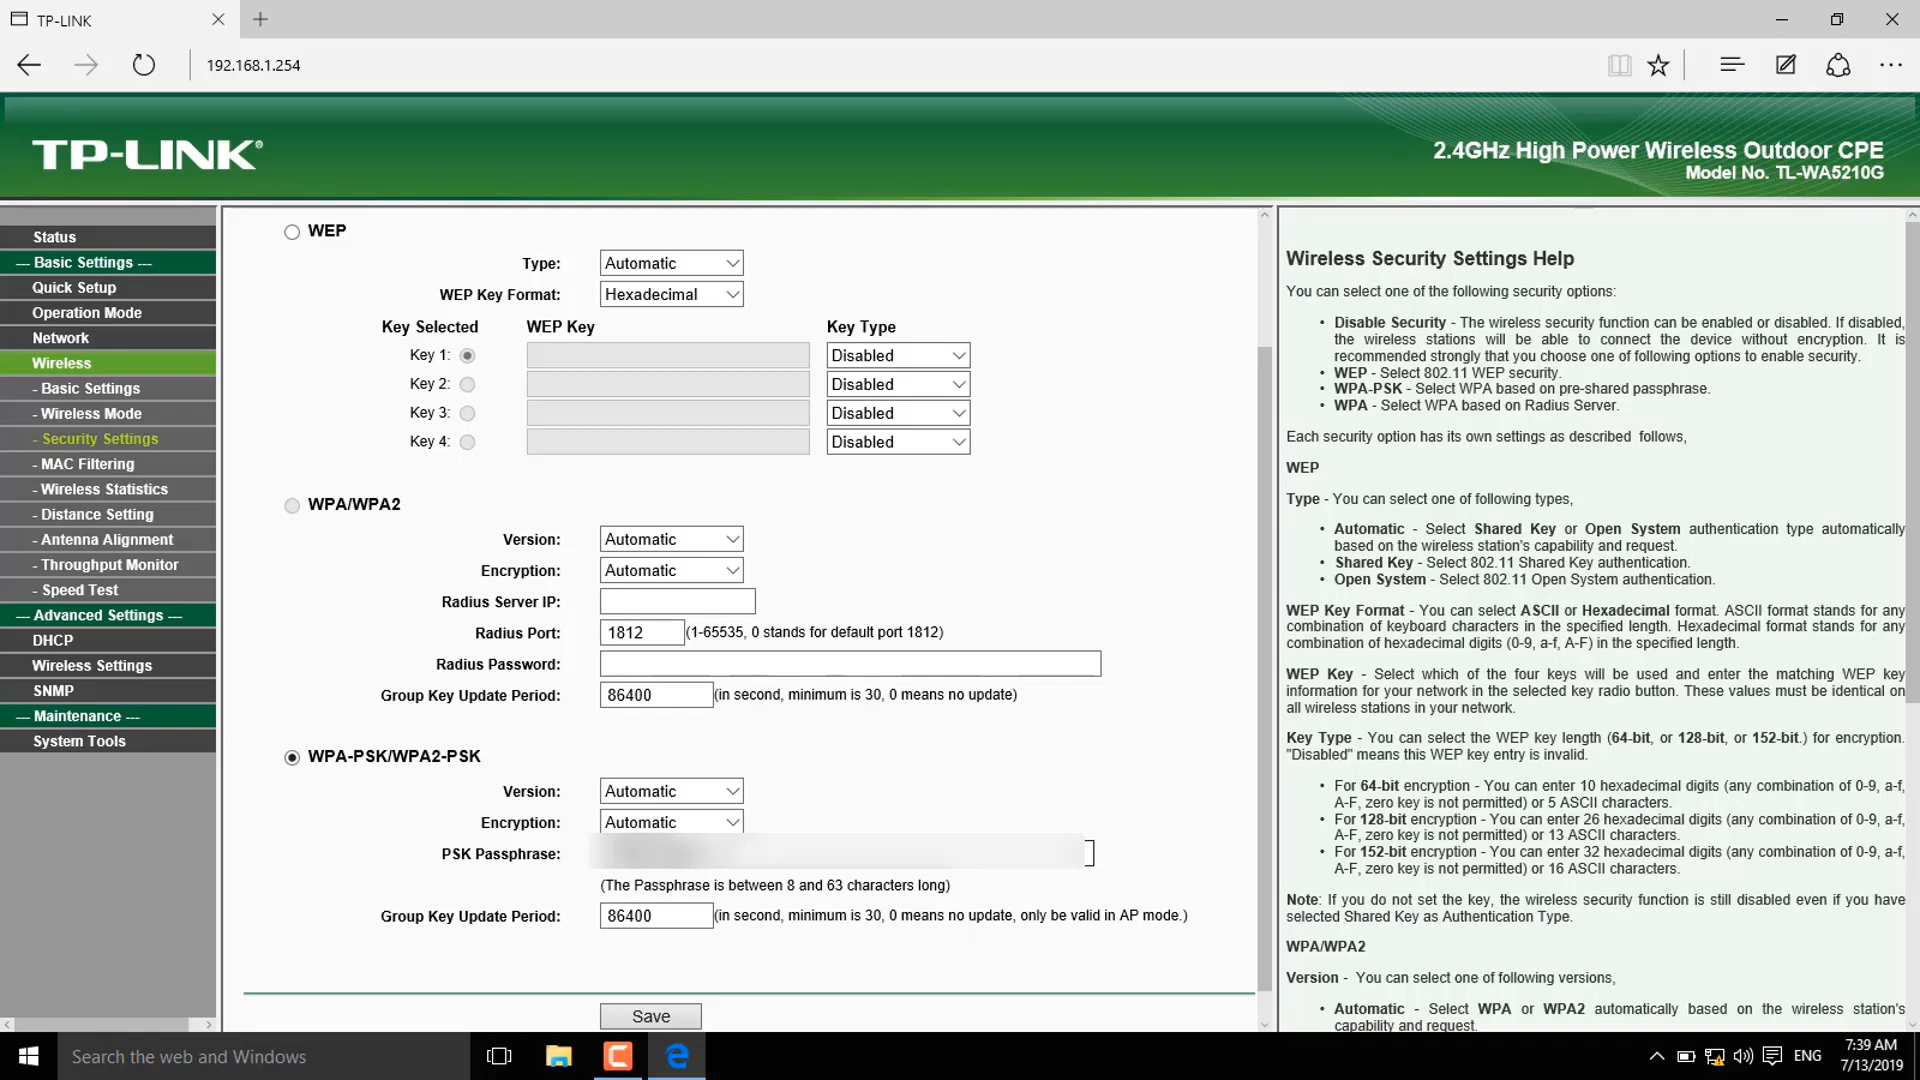 TP-LINK
192.168.1.254
TP-LINK®
2.4GHz High Power Wireless Outdoor CPE
Model No. TL-WA5210G
Status
--- Basic Settings ---
Quick Setup
Operation Mode
Network
Wireless
- Basic Settings
- Wireless Mode
- Security Settings
- MAC Filtering
- Wireless Statistics
- Distance Setting
- Antenna Alignment
- Throughput Monitor
- Speed Test
--- Advanced Settings ---
DHCP
Wireless Settings
SNMP
--- Maintenance ---
System Tools
WEP
Type: Automatic
WEP Key Format: Hexadecimal
Key Selected WEP Key Key Type
Key 1: Disabled
Key 2: Disabled
Key 3: Disabled
Key 4: Disabled
WPA/WPA2
Version: Automatic
Encryption: Automatic
Radius Server IP:
Radius Port: 1812 (1-65535, 0 stands for default port 1812)
Radius Password:
Group Key Update Period: 86400 (in second, minimum is 30, 0 means no update)
WPA-PSK/WPA2-PSK
Version: Automatic
Encryption: Automatic
PSK Passphrase:
(The Passphrase is between 8 and 63 characters long)
Group Key Update Period: 86400 (in second, minimum is 30, 0 means no update, only be valid in AP mode.)
Save
Wireless Security Settings Help
You can select one of the following security options:
• Disable Security - The wireless security function can be enabled or disabled. If disabled,
the wireless stations will be able to connect the device without encryption. It is
recommended strongly that you choose one of following options to enable security.
• WEP - Select 802.11 WEP security.
• WPA-PSK - Select WPA based on pre-shared passphrase.
• WPA - Select WPA based on Radius Server.
Each security option has its own settings as described follows,
WEP
Type - You can select one of following types,
• Automatic - Select Shared Key or Open System authentication type automatically
based on the wireless station's capability and request.
• Shared Key - Select 802.11 Shared Key authentication.
• Open System - Select 802.11 Open System authentication.
WEP Key Format - You can select ASCII or Hexadecimal format. ASCII format stands for any
combination of keyboard characters in the specified length. Hexadecimal format stands for any
combination of hexadecimal digits (0-9, a-f, A-F) in the specified length.
WEP Key - Select which of the four keys will be used and enter the matching WEP key
information for your network in the selected key radio button. These values must be identical on
all wireless stations in your network.
Key Type - You can select the WEP key length (64-bit, or 128-bit, or 152-bit.) for encryption.
"Disabled" means this WEP key entry is invalid.
• For 64-bit encryption - You can enter 10 hexadecimal digits (any combination of 0-9, a-f,
A-F, zero key is not permitted) or 5 ASCII characters.
• For 128-bit encryption - You can enter 26 hexadecimal digits (any combination of 0-9, a-f,
A-F, zero key is not permitted) or 13 ASCII characters.
• For 152-bit encryption - You can enter 32 hexadecimal digits (any combination of 0-9, a-f,
A-F, zero key is not permitted) or 16 ASCII characters.
Note: If you do not set the key, the wireless security function is still disabled even if you have
selected Shared Key as Authentication Type.
WPA/WPA2
Version - You can select one of following versions,
• Automatic - Select WPA or WPA2 automatically based on the wireless station's
capability and request.
Search the web and Windows
ENG
7:39 AM
7/13/2019